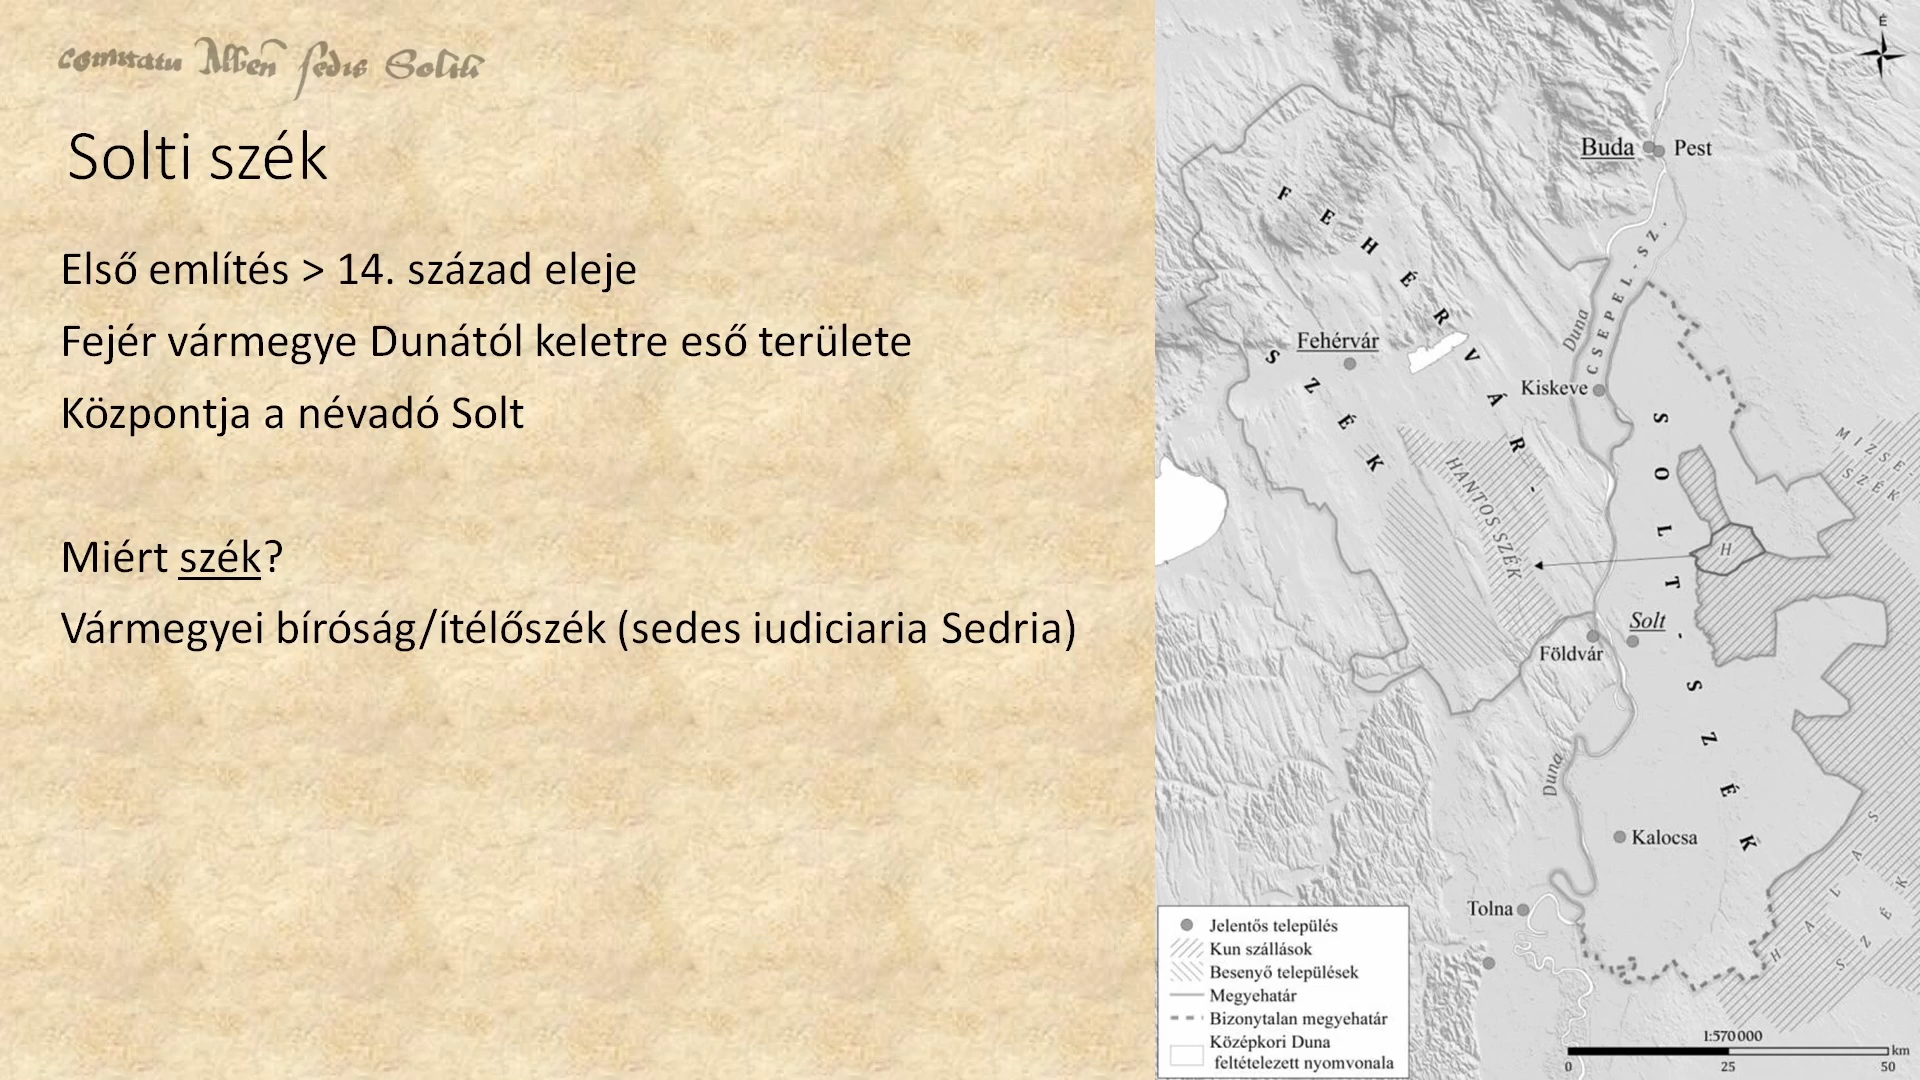 comitatu Alben sedis Solth
Solti szék
Első említés > 14. század eleje
Fejér vármegye Dunától keletre eső területe
Központja a névadó Solt
Miért szék?
Vármegyei bíróság/ítélőszék (sedes iudiciaria Sedria)
É
Buda
Pest
FEHÉRVÁR-
SZÉK
CSEPEL-SZ.
Duna
Fehérvár
Kiskeve
HANTOSSZÉK
MIZSE-
SZÉK
SOLT-SZÉK
H
Solt
Földvár
Duna
Kalocsa
Tolna
HALAS
SZÉK
Jelentős település
Kun szállások
Besenyő települések
Megyehatár
Bizonytalan megyehatár
Középkori Duna
feltételezett nyomvonala
1:570 000
km
0 25 50